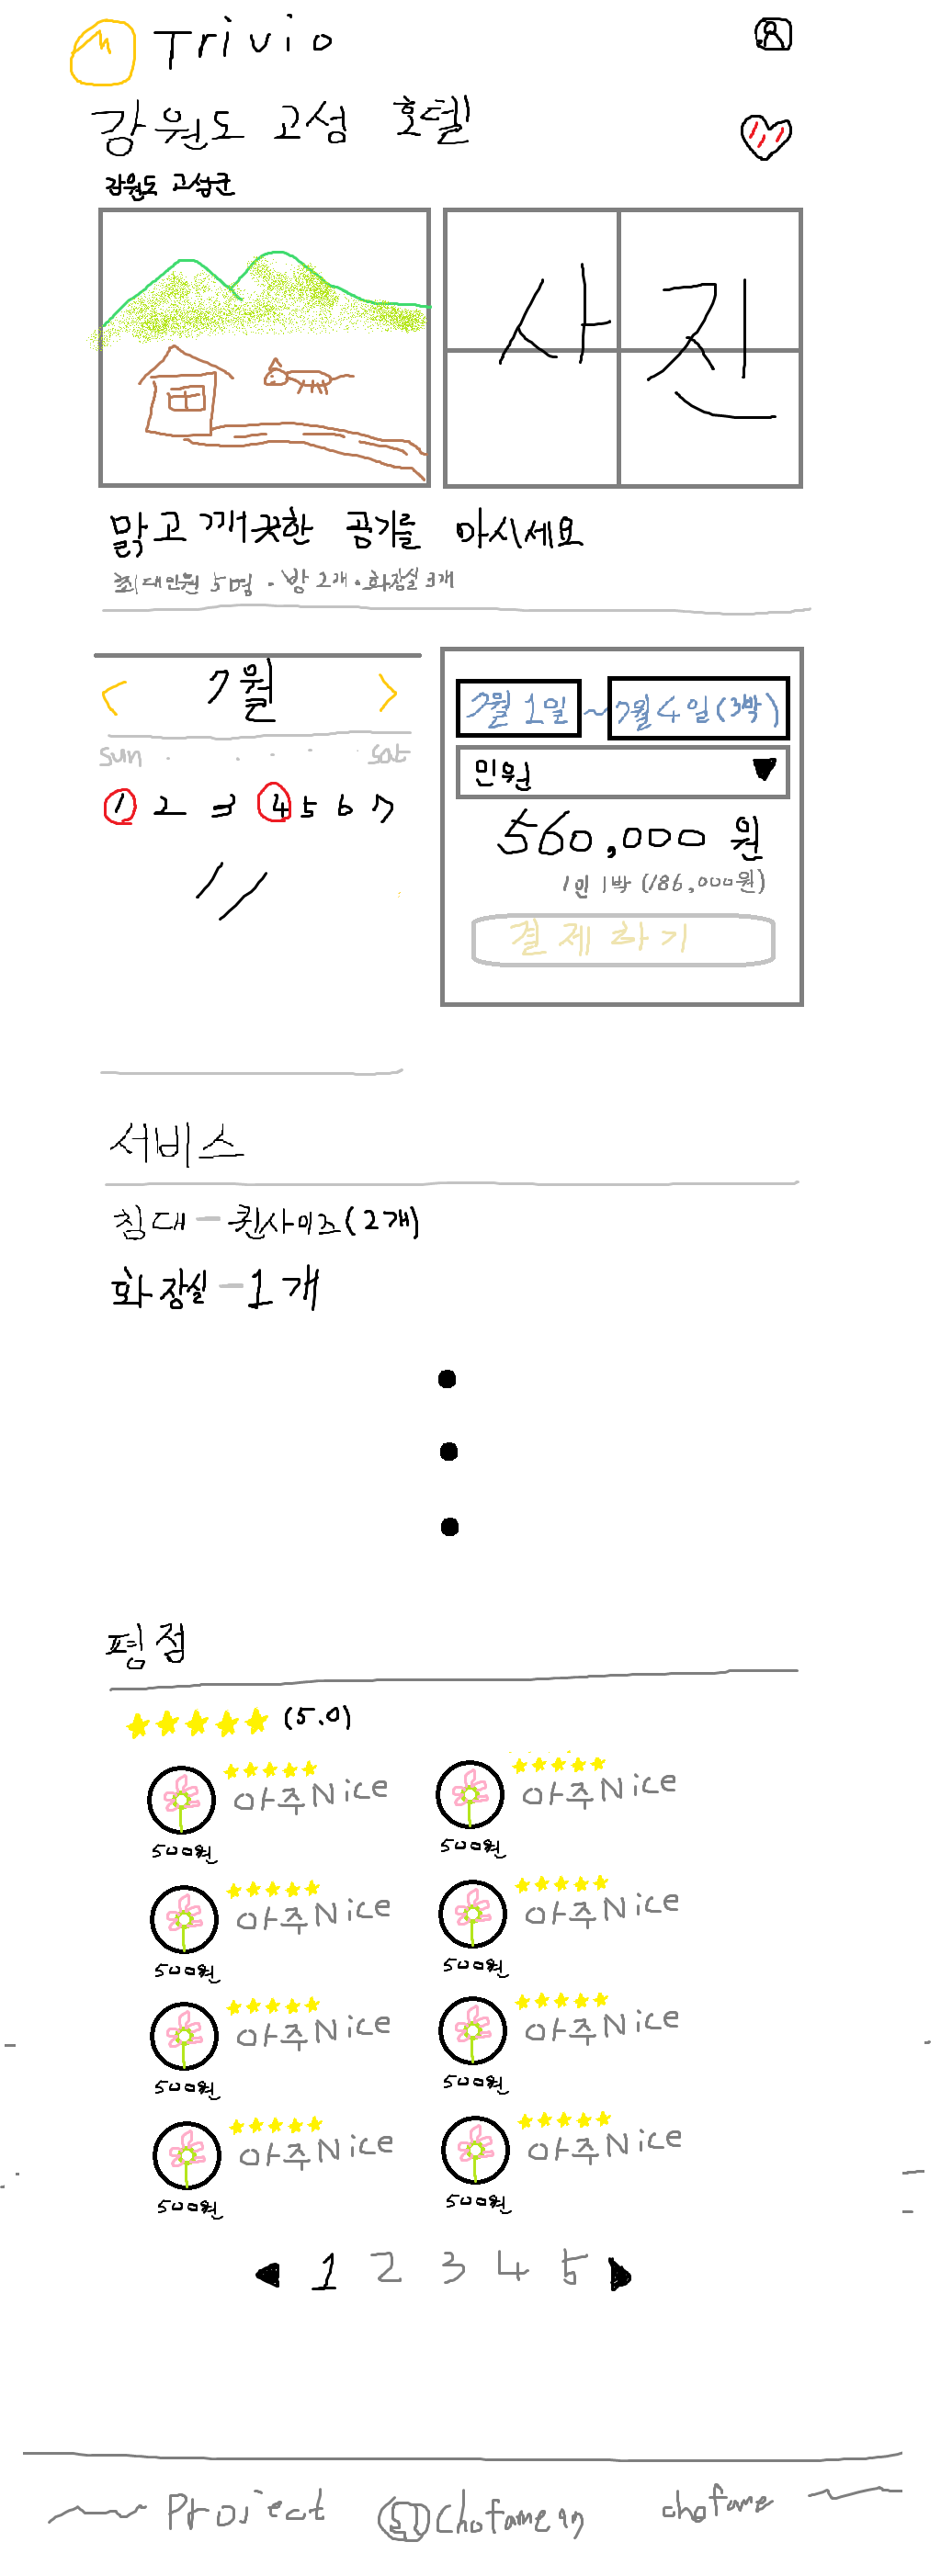 Trivio
강원도 고성 호텔
강원도 고성군
사진
맑고 깨끗한 공기를 마시세요
최대인원 5명 · 방 2개 · 화장실 3개
< 7월 >
sun · · · · sat
1 2 3 4 5 6 7
7월 1일 ~ 7월 4일 (3박)
인원 ▼
560,000 원
1인 1박 (186,000원)
결제하기
서비스
침대 - 퀸사이즈 (2개)
화장실 - 1개
평점
(5.0)
아주 Nice 아주 Nice
500원 500원
아주 Nice 아주 Nice
500원 500원
아주 Nice 아주 Nice
500원 500원
아주 Nice 아주 Nice
500원 500원
◀ 1 2 3 4 5 ▶
Project chofame